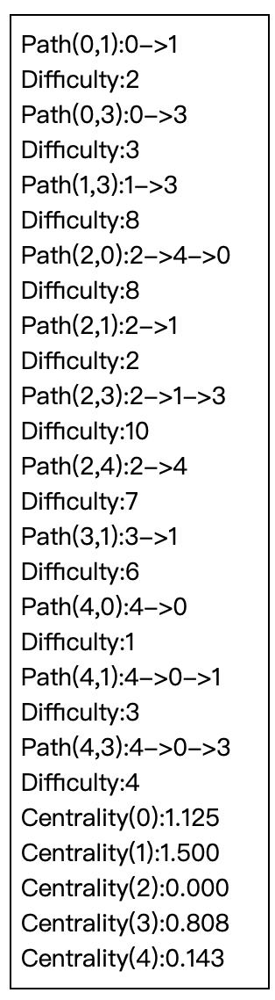 Path(0,1):0->1
Difficulty:2
Path(0,3):0->3
Difficulty:3
Path(1,3):1->3
Difficulty:8
Path(2,0):2->4->0
Difficulty:8
Path(2,1):2->1
Difficulty:2
Path(2,3):2->1->3
Difficulty:10
Path(2,4):2->4
Difficulty:7
Path(3,1):3->1
Difficulty:6
Path(4,0):4->0
Difficulty:1
Path(4,1):4->0->1
Difficulty:3
Path(4,3):4->0->3
Difficulty:4
Centrality(0):1.125
Centrality(1):1.500
Centrality(2):0.000
Centrality(3):0.808
Centrality(4):0.143